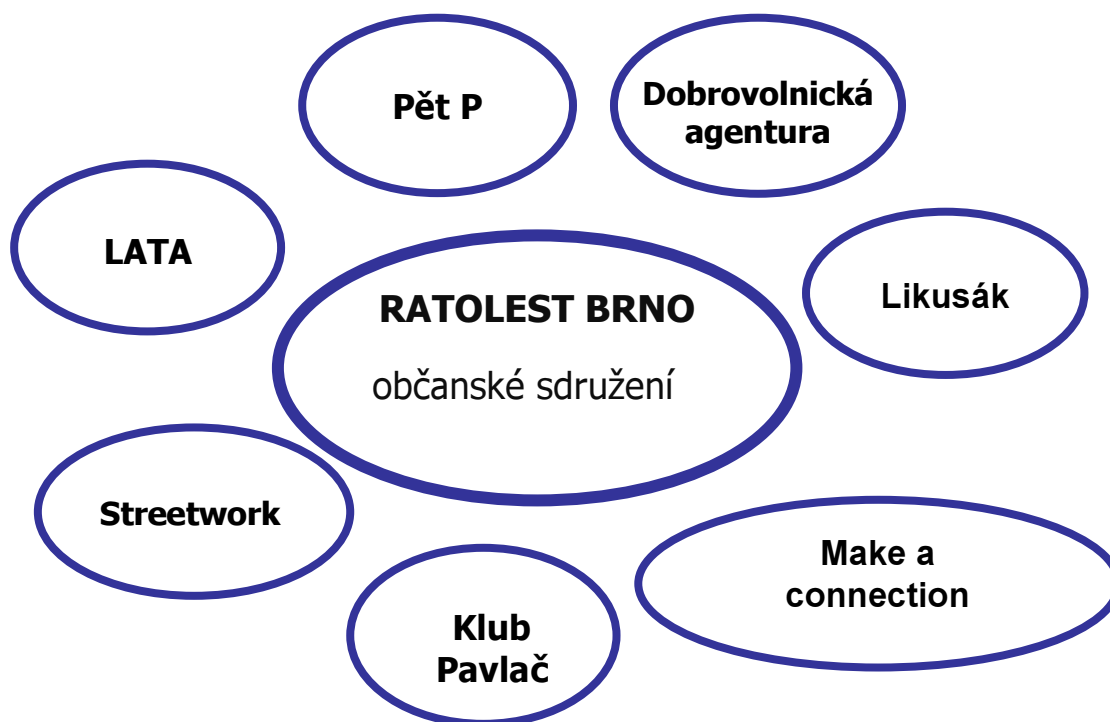 Pět P
Dobrovolnická
agentura
LATA
Likusák
RATOLEST BRNO
občanské sdružení
Streetwork
Make a
connection
Klub
Pavlač